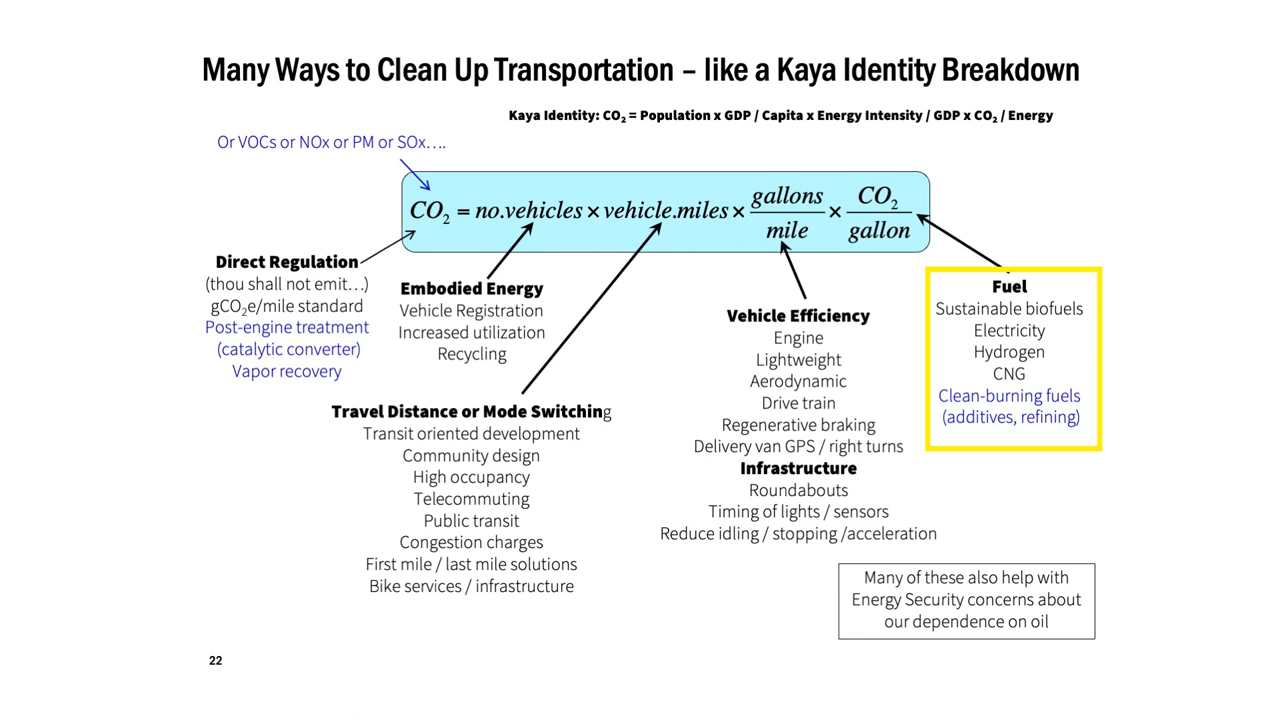 Many Ways to Clean Up Transportation – like a Kaya Identity Breakdown
Kaya Identity: CO₂ = Population x GDP / Capita x Energy Intensity / GDP x CO₂ / Energy
Or VOCs or NOx or PM or SOx….
CO₂ = no.vehicles × vehicle.miles × gallons/mile × CO₂/gallon
Direct Regulation
(thou shall not emit…)
gCO₂e/mile standard
Post-engine treatment
(catalytic converter)
Vapor recovery
Embodied Energy
Vehicle Registration
Increased utilization
Recycling
Travel Distance or Mode Switching
Transit oriented development
Community design
High occupancy
Telecommuting
Public transit
Congestion charges
First mile / last mile solutions
Bike services / infrastructure
Vehicle Efficiency
Engine
Lightweight
Aerodynamic
Drive train
Regenerative braking
Delivery van GPS / right turns
Infrastructure
Roundabouts
Timing of lights / sensors
Reduce idling / stopping /acceleration
Fuel
Sustainable biofuels
Electricity
Hydrogen
CNG
Clean-burning fuels
(additives, refining)
Many of these also help with
Energy Security concerns about
our dependence on oil
22